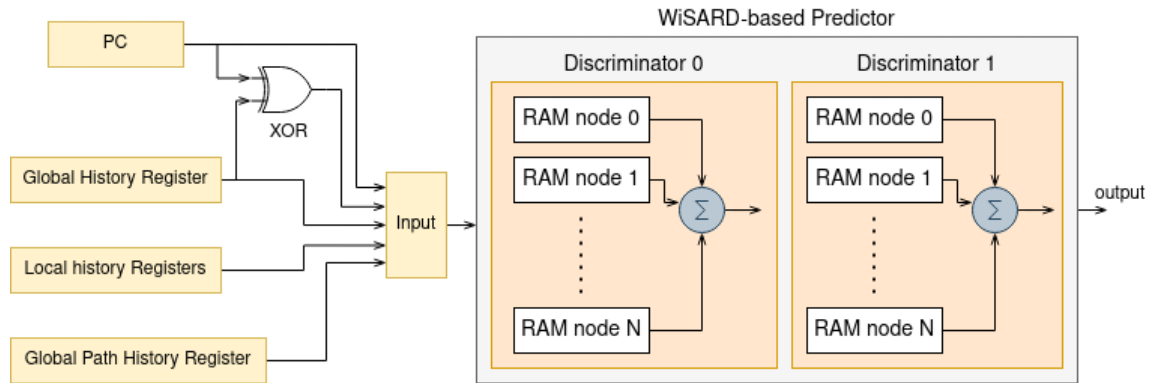 WiSARD-based Predictor
PC
XOR
Global History Register
Local history Registers
Global Path History Register
Input
Discriminator 0
RAM node 0
RAM node 1
Σ
RAM node N
Discriminator 1
RAM node 0
RAM node 1
Σ
RAM node N
output